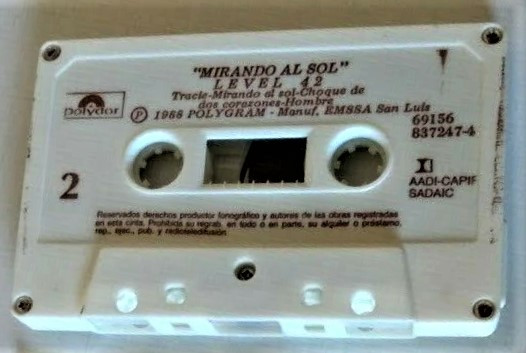 "MIRANDO AL SOL"
LEVEL 42
Tracie-Mirando al sol-Choque de
dos corazones-Hombre
Ⓟ 1988 POLYGRAM - Manuf. EMSSA San Luis
polydor
69156
837247-4
2
AADI-CAPIF
SADAIC
Reservados derechos productor fonográfico y autores de las obras registradas
en esta cinta. Prohibida su regrab. en todo ó en parte, su alquiler o préstamo,
rep., ejec., pub. y radioteledifusión